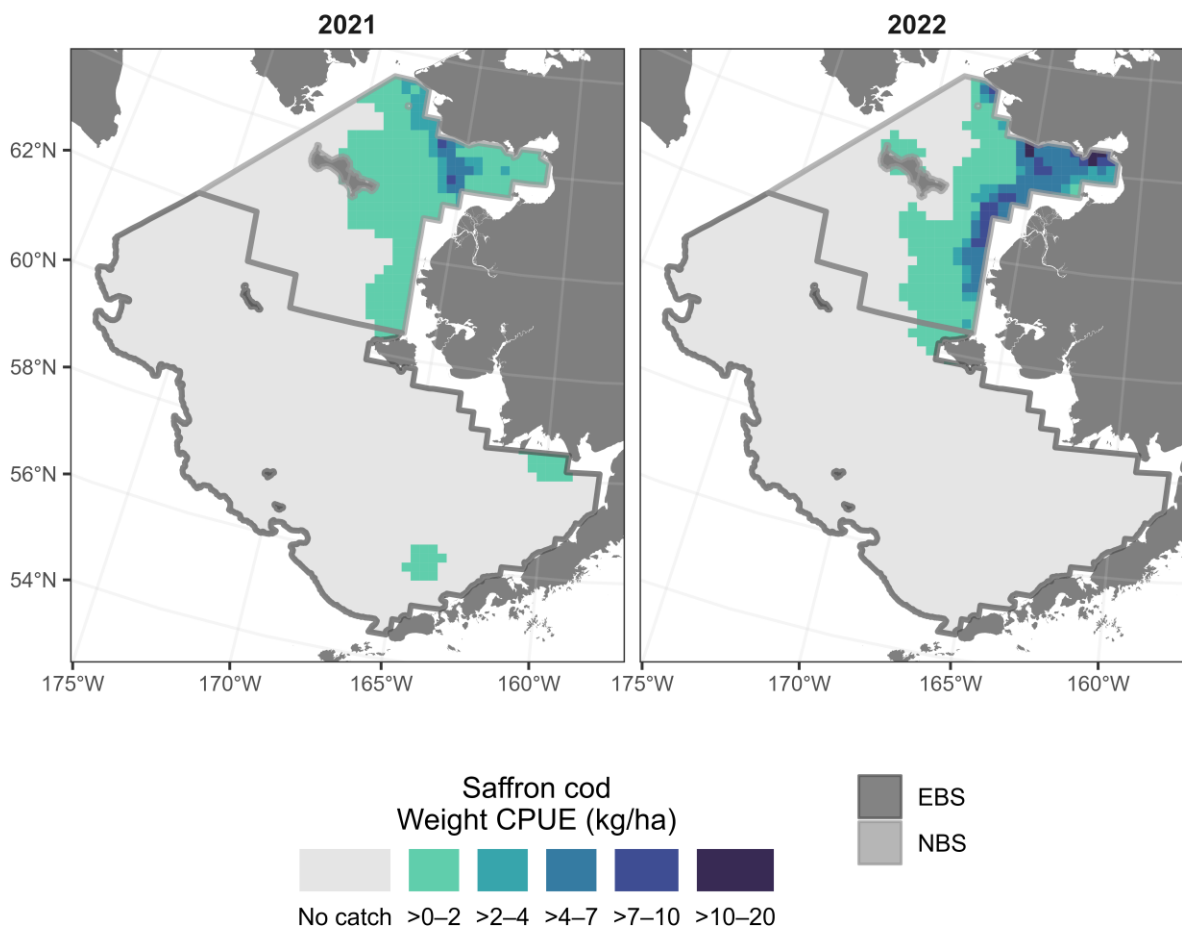 2021
2022
62°N
60°N
58°N
56°N
54°N
175°W
170°W
165°W
160°W
175°W
170°W
165°W
160°W
Saffron cod
Weight CPUE (kg/ha)
No catch
>0–2
>2–4
>4–7
>7–10
>10–20
EBS
NBS